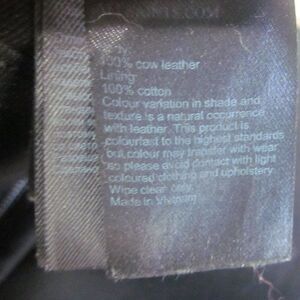 Body:
100% cow leather
Lining:
100% cotton
Colour variation in shade and
texture is a natural occurrence
with leather. This product is
colourfast to the highest standards
but colour may transfer with wear
so please avoid contact with light
coloured clothing and upholstery.
Wipe clean only.
Made in Vietnam